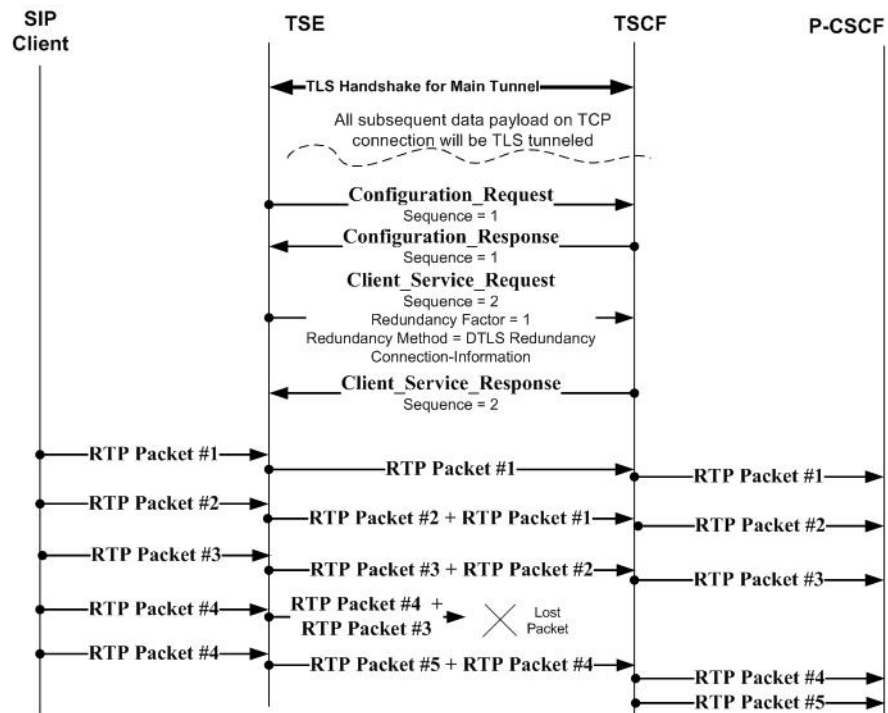 SIP
Client
TSE
TSCF
P-CSCF
TLS Handshake for Main Tunnel
All subsequent data payload on TCP
connection will be TLS tunneled
Configuration_Request
Sequence = 1
Configuration_Response
Sequence = 1
Client_Service_Request
Sequence = 2
Redundancy Factor = 1
Redundancy Method = DTLS Redundancy
Connection-Information
Client_Service_Response
Sequence = 2
RTP Packet #1
RTP Packet #1
RTP Packet #1
RTP Packet #2
RTP Packet #2 + RTP Packet #1
RTP Packet #2
RTP Packet #3
RTP Packet #3 + RTP Packet #2
RTP Packet #3
RTP Packet #4
RTP Packet #4 +
RTP Packet #3
Lost
Packet
RTP Packet #4
RTP Packet #5 + RTP Packet #4
RTP Packet #4
RTP Packet #5